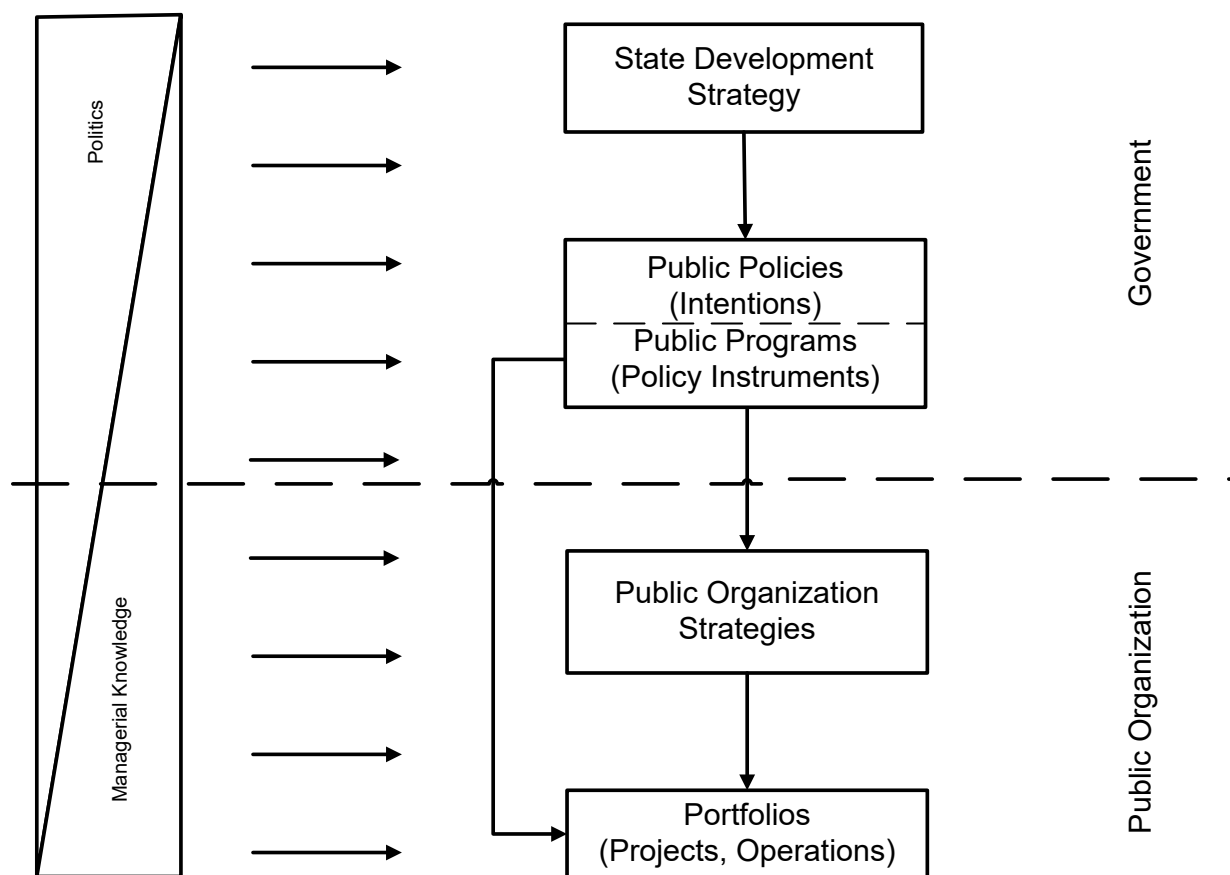 Politics
Managerial Knowledge
State Development
Strategy
Public Policies
(Intentions)
Public Programs
(Policy Instruments)
Public Organization
Strategies
Portfolios
(Projects, Operations)
Government
Public Organization